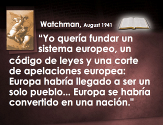 Watchman, August 1941
"Yo quería fundar un
sistema europeo, un
código de leyes y una corte
de apelaciones europea:
Europa habría llegado a ser un
solo pueblo... Europa se habría
convertido en una nación."